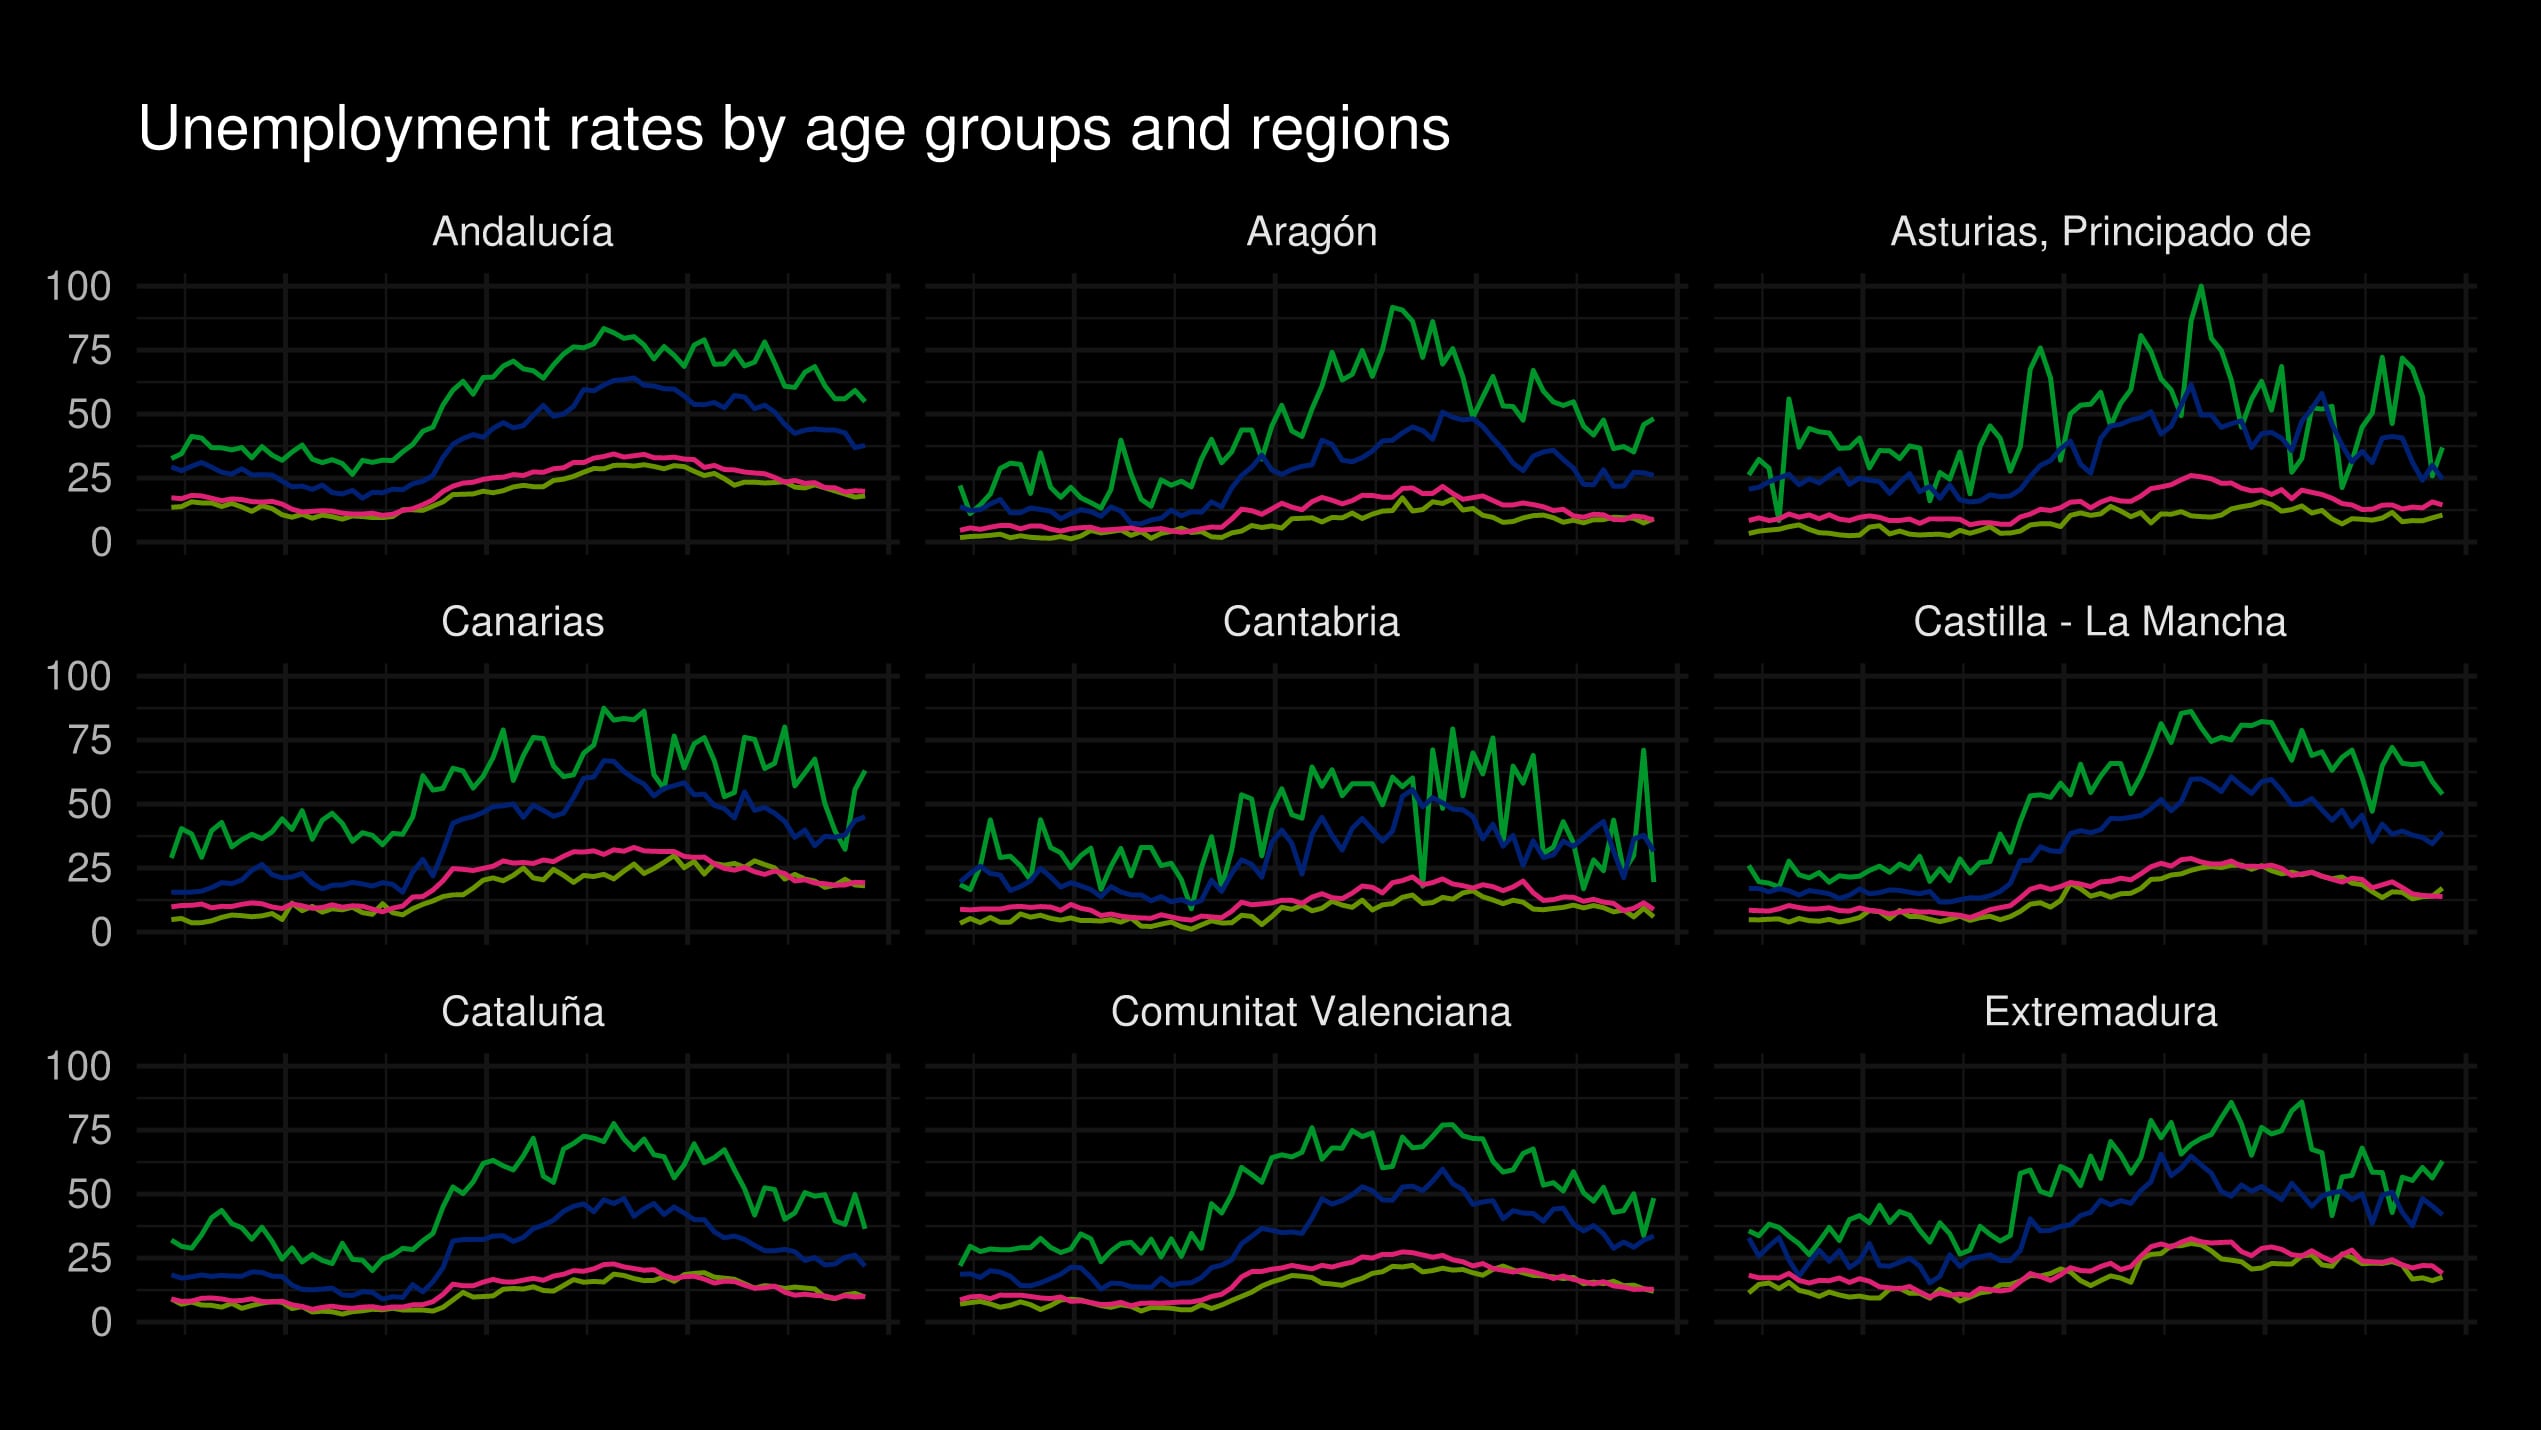 Unemployment rates by age groups and regions
Andalucía
Aragón
Asturias, Principado de
100
75
50
25
0
Canarias
Cantabria
Castilla - La Mancha
100
75
50
25
0
Cataluña
Comunitat Valenciana
Extremadura
100
75
50
25
0